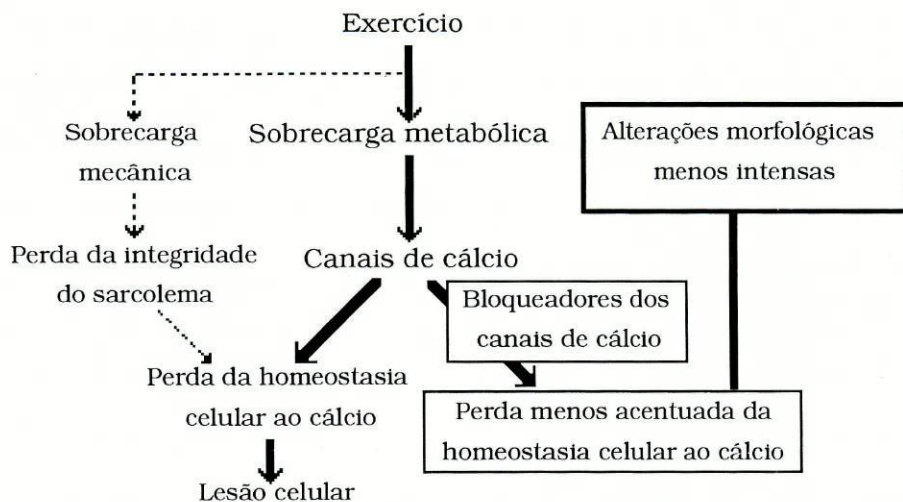 Exercício
Sobrecarga
mecânica
Sobrecarga metabólica
Alterações morfológicas
menos intensas
Perda da integridade
do sarcolema
Canais de cálcio
Bloqueadores dos
canais de cálcio
Perda da homeostasia
celular ao cálcio
Perda menos acentuada da
homeostasia celular ao cálcio
Lesão celular